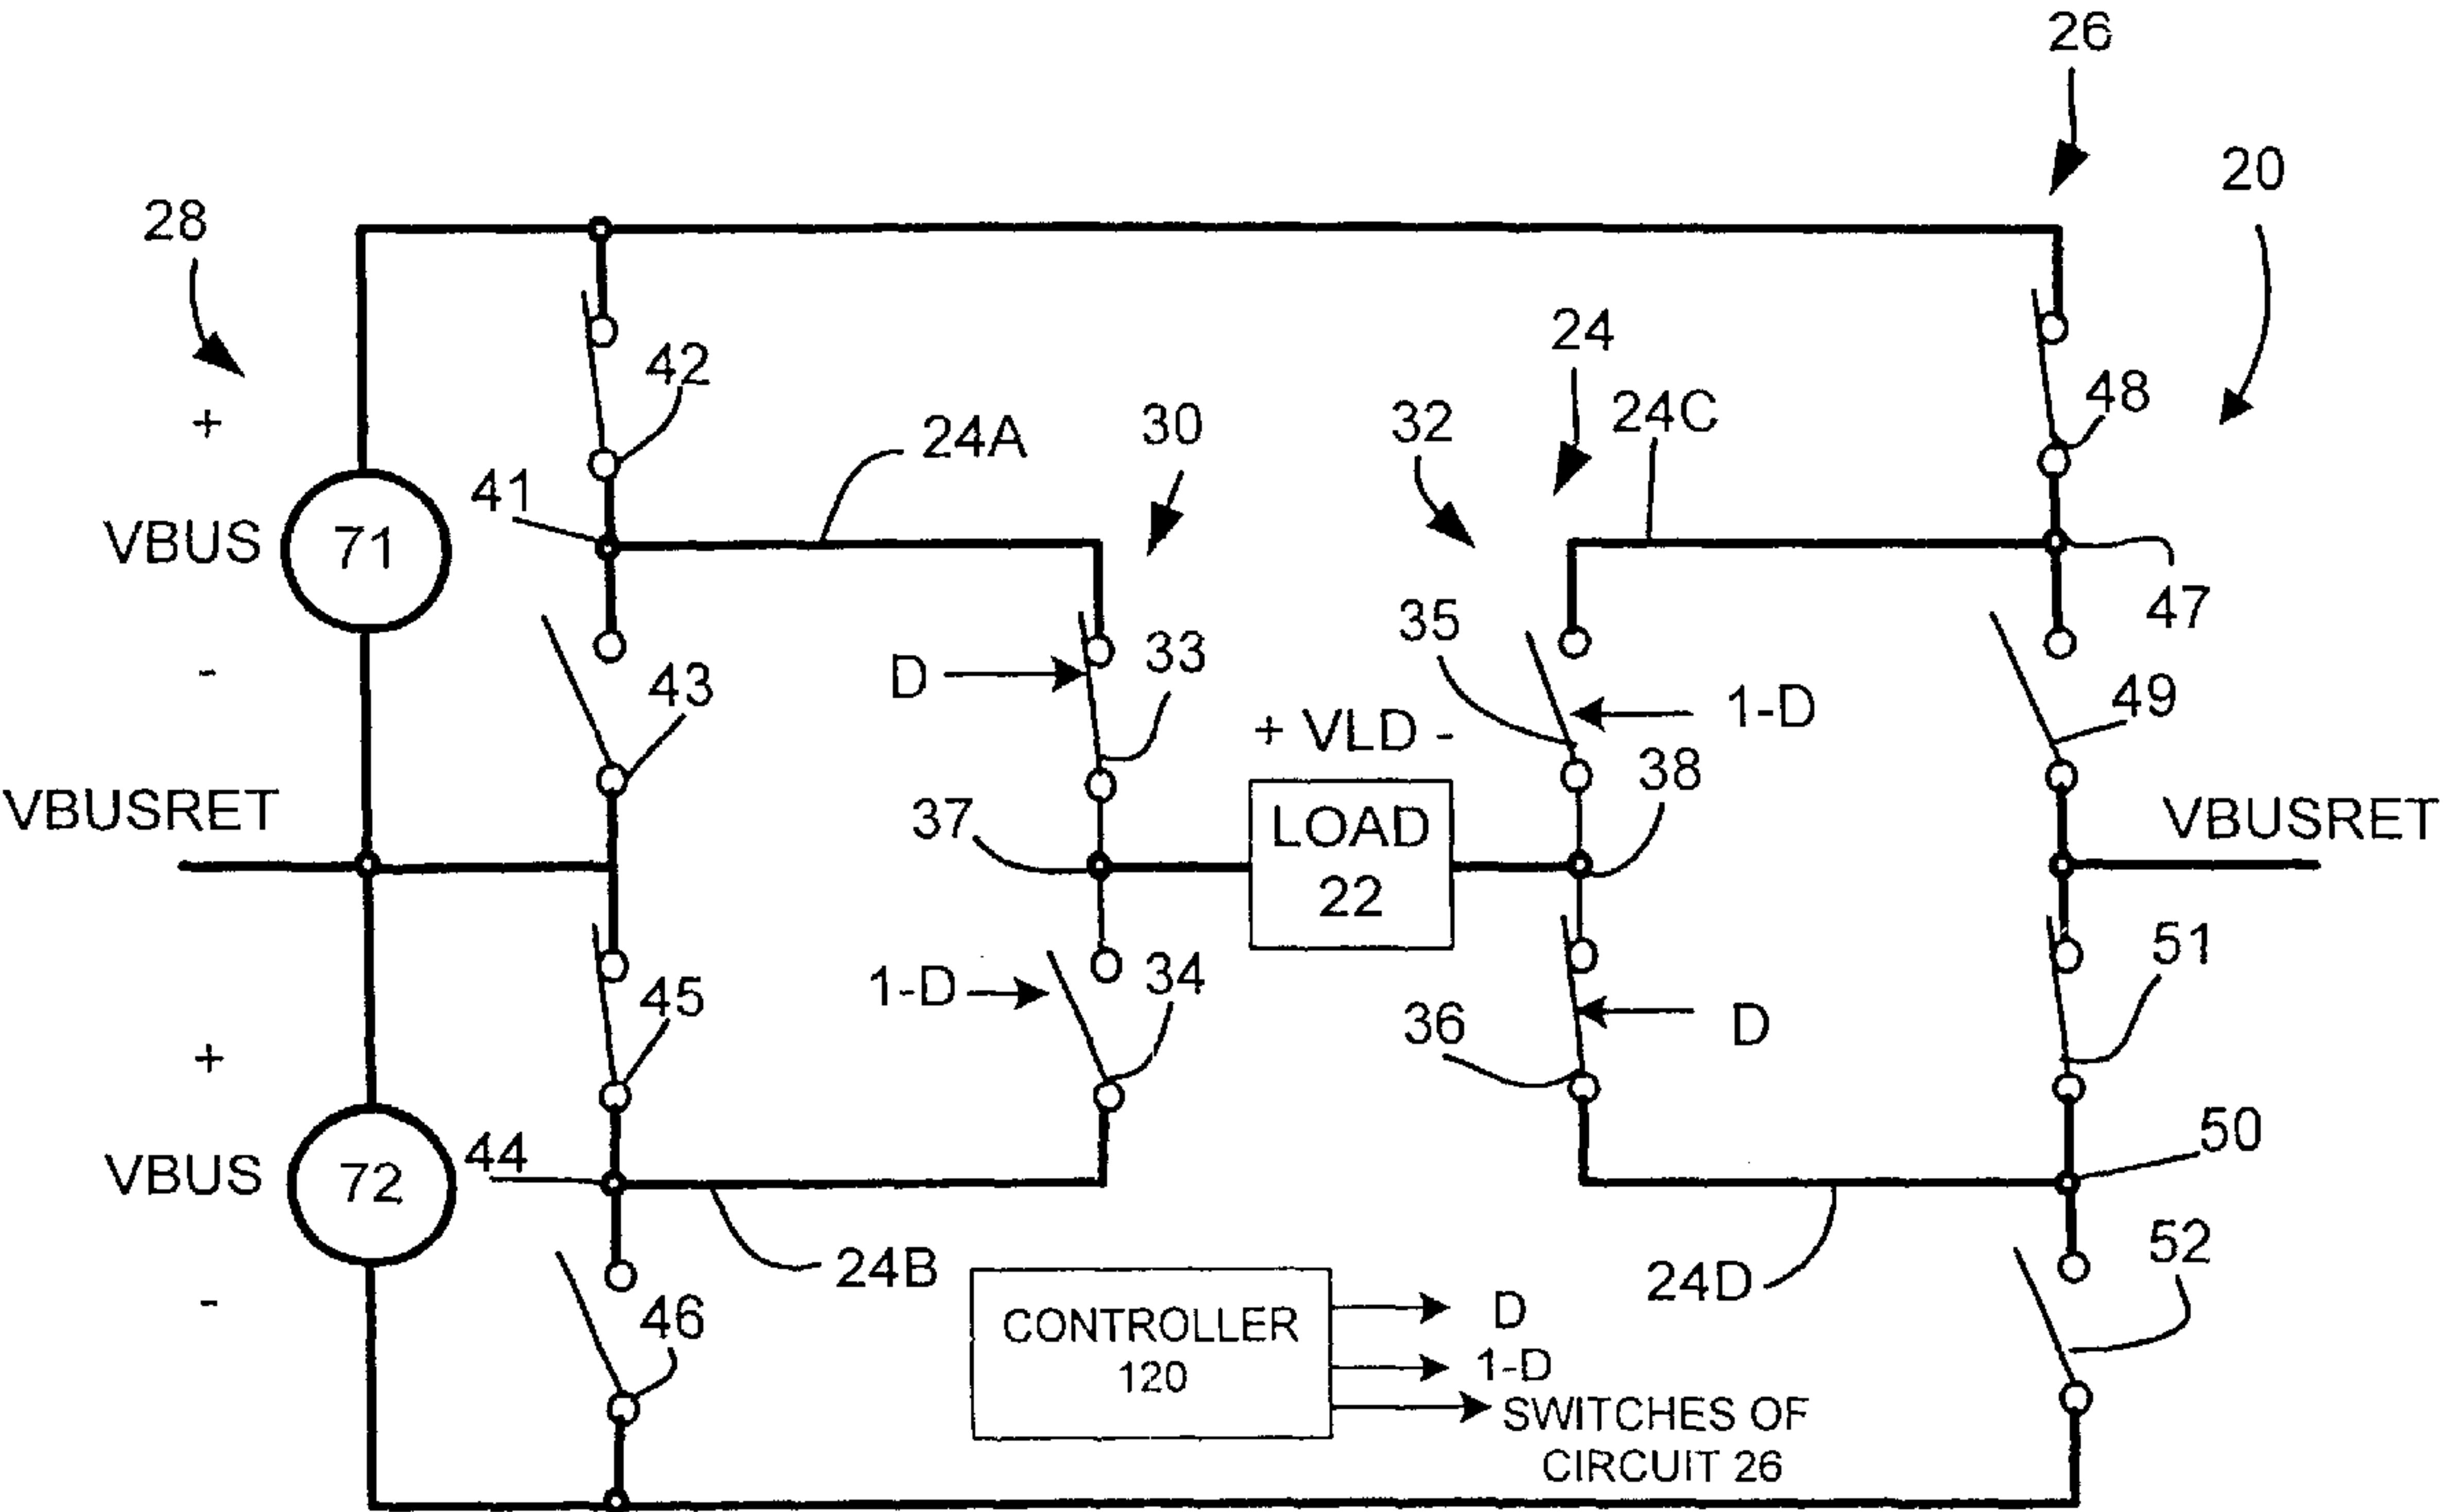 26
20
28
24
42
48
24C
+
24A
30
32
41
VBUS
71
47
35
33
-
D
43
1-D
49
+ VLD -
38
VBUSRET
37
LOAD
22
VBUSRET
51
45
1-D
34
36
D
+
50
VBUS
72
44
52
24B
24D
-
46
CONTROLLER
120
D
1-D
SWITCHES OF
CIRCUIT 26